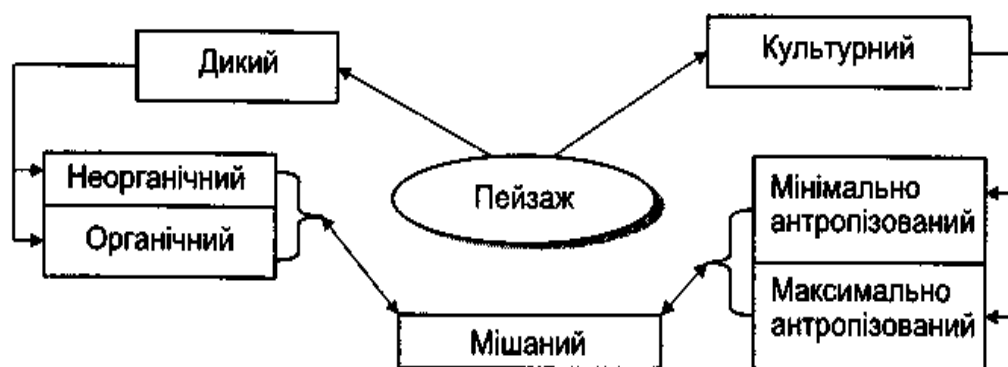 Дикий
Культурний
Неорганічний
Органічний
Пейзаж
Мінімально
антропізований
Максимально
антропізований
Мішаний